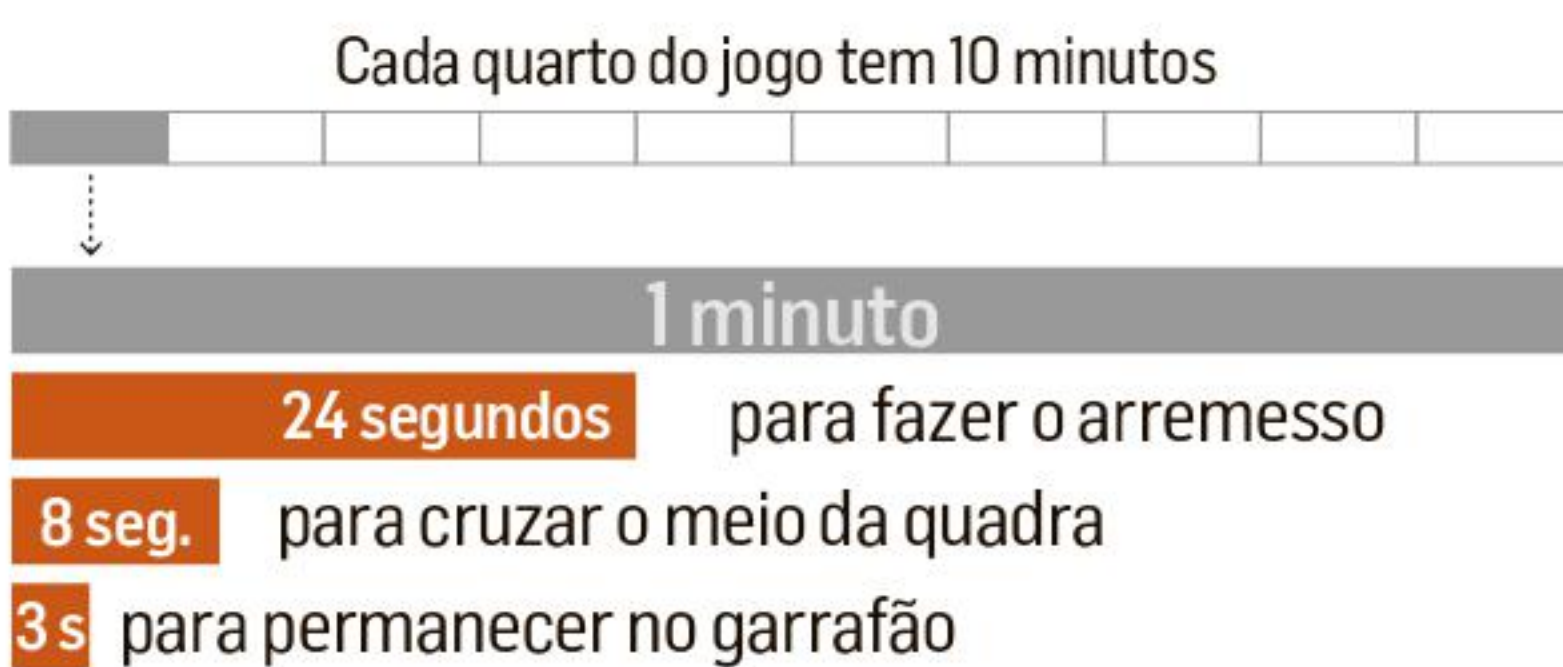 Cada quarto do jogo tem 10 minutos
1 minuto
24 segundos para fazer o arremesso
8 seg. para cruzar o meio da quadra
3 s para permanecer no garrafão